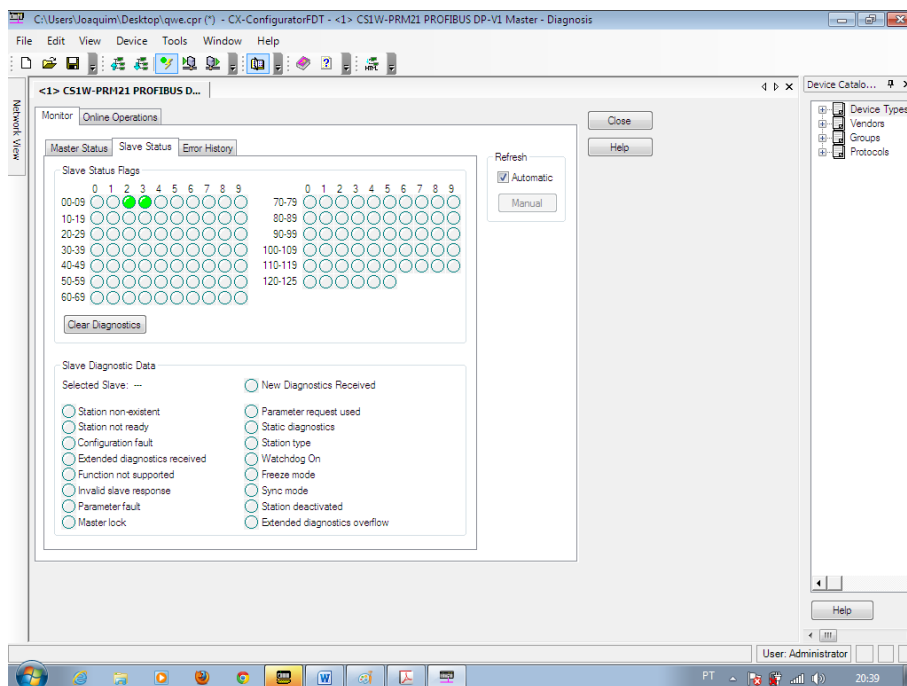 C:\Users\Joaquim\Desktop\qwe.cpr (*) - CX-ConfiguratorFDT - <1> CS1W-PRM21 PROFIBUS DP-V1 Master - Diagnosis
File Edit View Device Tools Window Help
<1> CS1W-PRM21 PROFIBUS D...
Device Catalo...
Network View
Monitor Online Operations
Close
Help
Master Status Slave Status Error History
Refresh
Automatic
Manual
Slave Status Flags
0 1 2 3 4 5 6 7 8 9 0 1 2 3 4 5 6 7 8 9
00-09 70-79
10-19 80-89
20-29 90-99
30-39 100-109
40-49 110-119
50-59 120-125
60-69
Clear Diagnostics
Slave Diagnostic Data
Selected Slave: ---
New Diagnostics Received
Station non-existent
Station not ready
Configuration fault
Extended diagnostics received
Function not supported
Invalid slave response
Parameter fault
Master lock
Parameter request used
Static diagnostics
Station type
Watchdog On
Freeze mode
Sync mode
Station deactivated
Extended diagnostics overflow
Device Types
Vendors
Groups
Protocols
Help
User: Administrator
PT 20:39